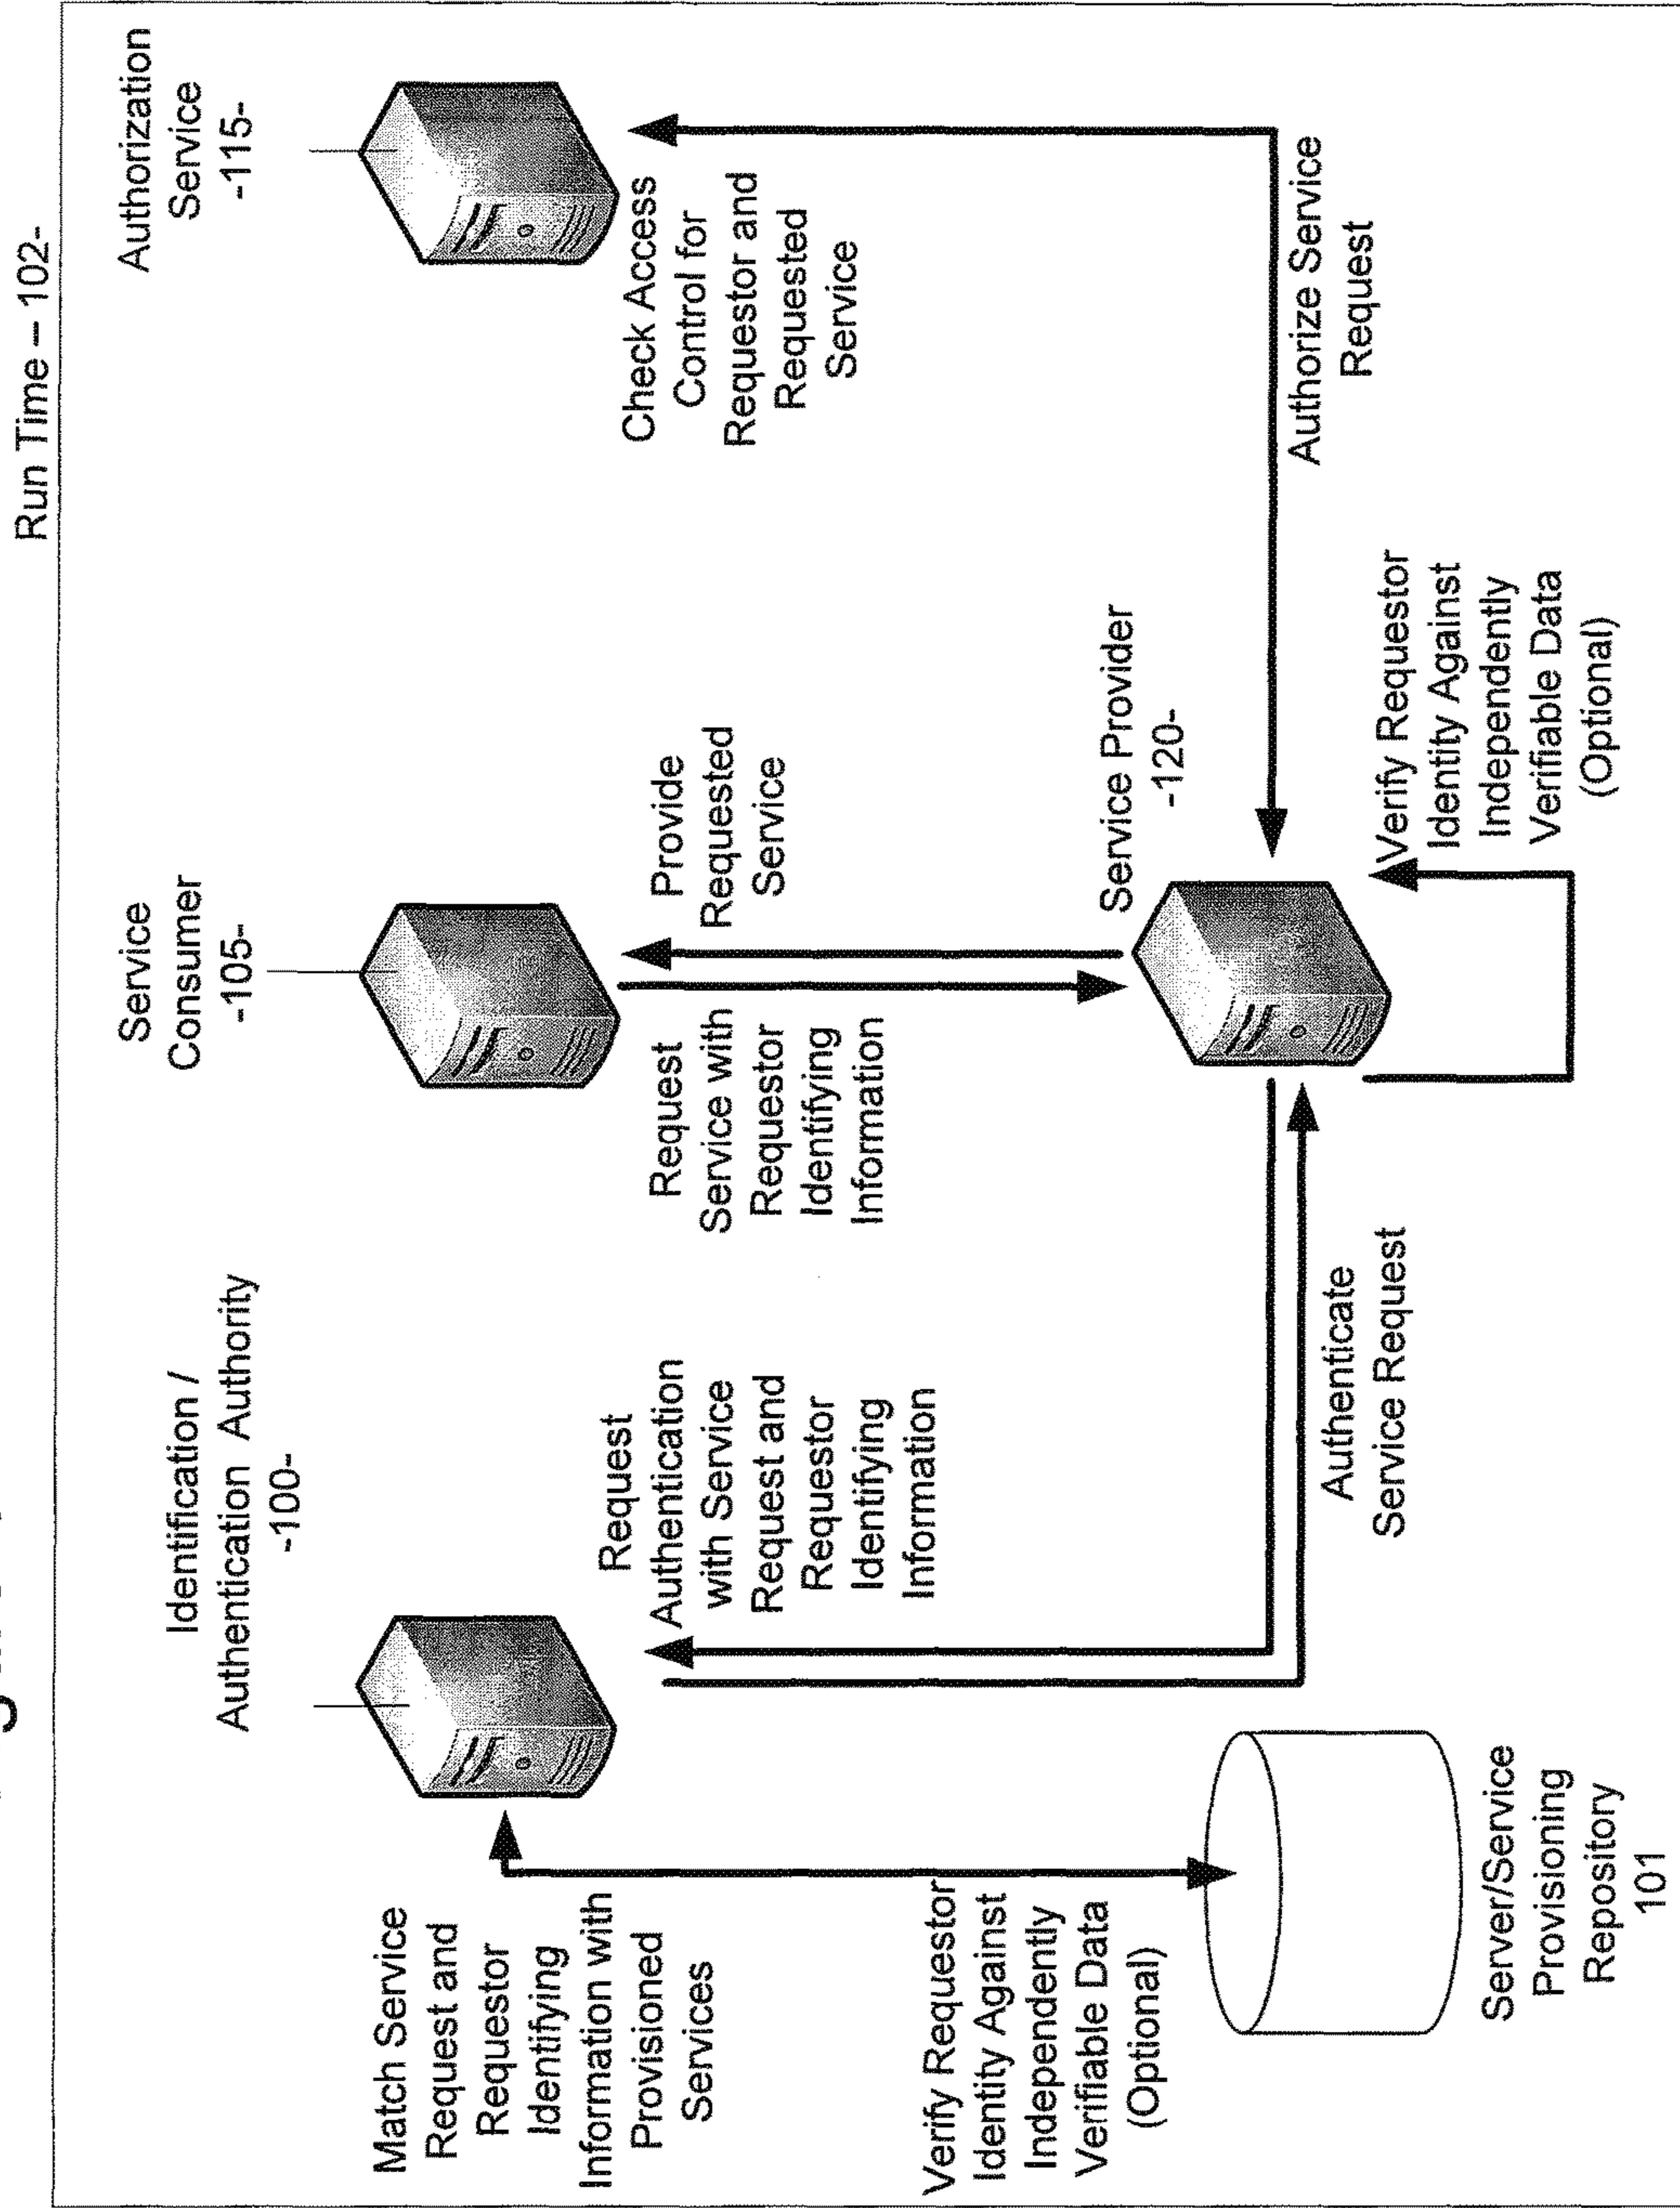 Run Time – 102-
Identification /
Authentication Authority
-100-
Service
Consumer
-105-
Authorization
Service
-115-
Match Service
Request and
Requestor
Identifying
Information with
Provisioned
Services
Request
Authentication
with Service
Request and
Requestor
Identifying
Information
Request
Service with
Requestor
Identifying
Information
Provide
Requested
Service
Check Access
Control for
Requestor and
Requested
Service
Verify Requestor
Identity Against
Independently
Verifiable Data
(Optional)
Service Provider
-120-
Authenticate
Service Request
Authorize Service
Request
Verify Requestor
Identity Against
Independently
Verifiable Data
(Optional)
Server/Service
Provisioning
Repository
101